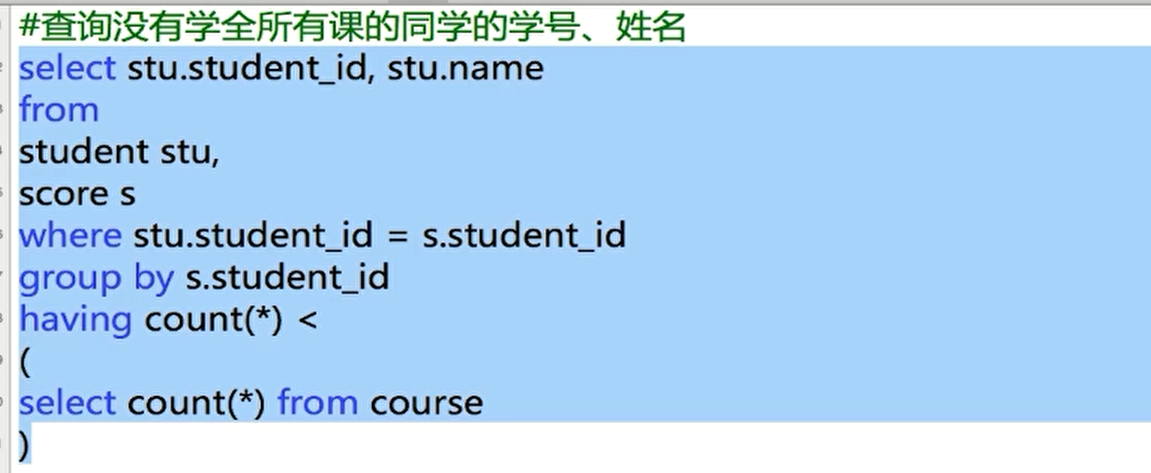 #查询没有学全所有课的同学的学号、姓名
select stu.student_id, stu.name
from
student stu,
score s
where stu.student_id = s.student_id
group by s.student_id
having count(*) <
(
select count(*) from course
)